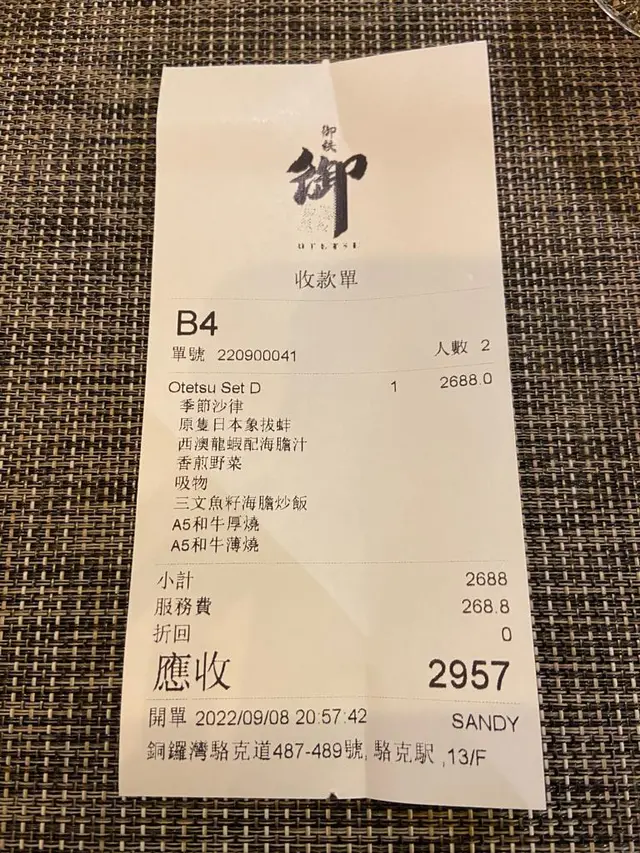 御鉄
御
OTETSU
收款單
B4
單號 220900041 人數 2
Otetsu Set D 1 2688.0
季節沙律
原隻日本象拔蚌
西澳龍蝦配海膽汁
香煎野菜
吸物
三文魚籽海膽炒飯
A5和牛厚燒
A5和牛薄燒
小計 2688
服務費 268.8
折回 0
應收 2957
開單 2022/09/08 20:57:42 SANDY
銅鑼灣駱克道487-489號, 駱克駅 ,13/F